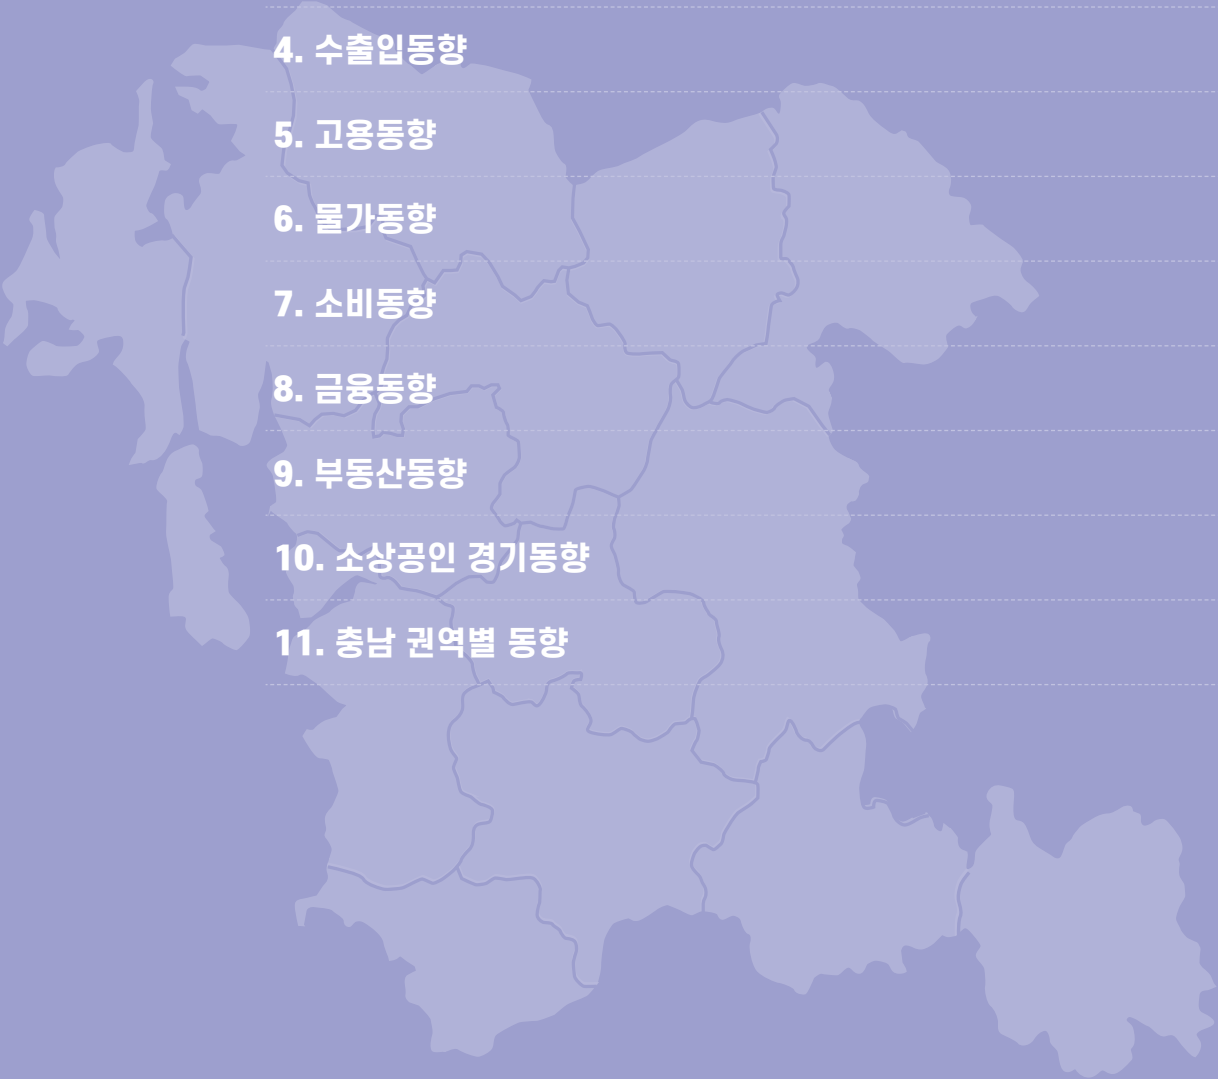 4. 수출입동향
5. 고용동향
6. 물가동향
7. 소비동향
8. 금융동향
9. 부동산동향
10. 소상공인 경기동향
11. 충남 권역별 동향